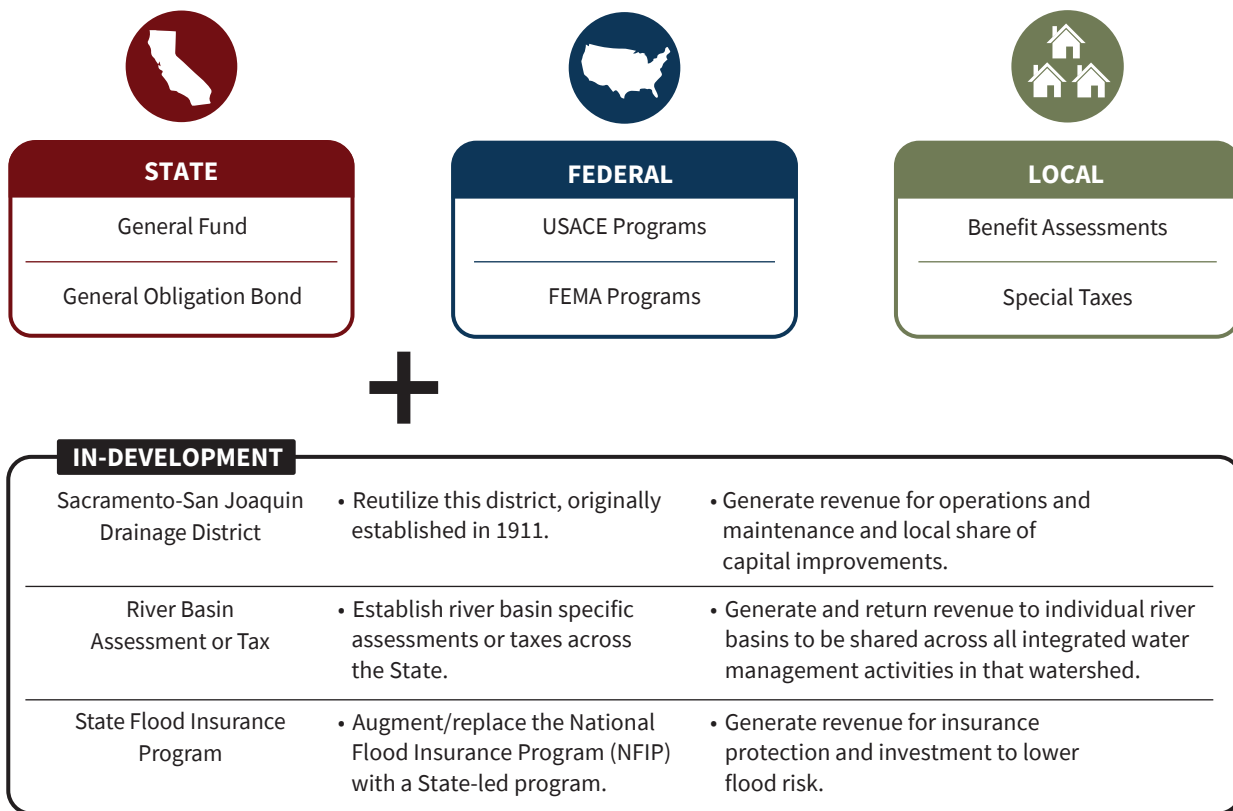 STATE
General Fund
General Obligation Bond
FEDERAL
USACE Programs
FEMA Programs
LOCAL
Benefit Assessments
Special Taxes
+
IN-DEVELOPMENT
Sacramento-San Joaquin
Drainage District
• Reutilize this district, originally
established in 1911.
• Generate revenue for operations and
maintenance and local share of
capital improvements.
River Basin
Assessment or Tax
• Establish river basin specific
assessments or taxes across
the State.
• Generate and return revenue to individual river
basins to be shared across all integrated water
management activities in that watershed.
State Flood Insurance
Program
• Augment/replace the National
Flood Insurance Program (NFIP)
with a State-led program.
• Generate revenue for insurance
protection and investment to lower
flood risk.